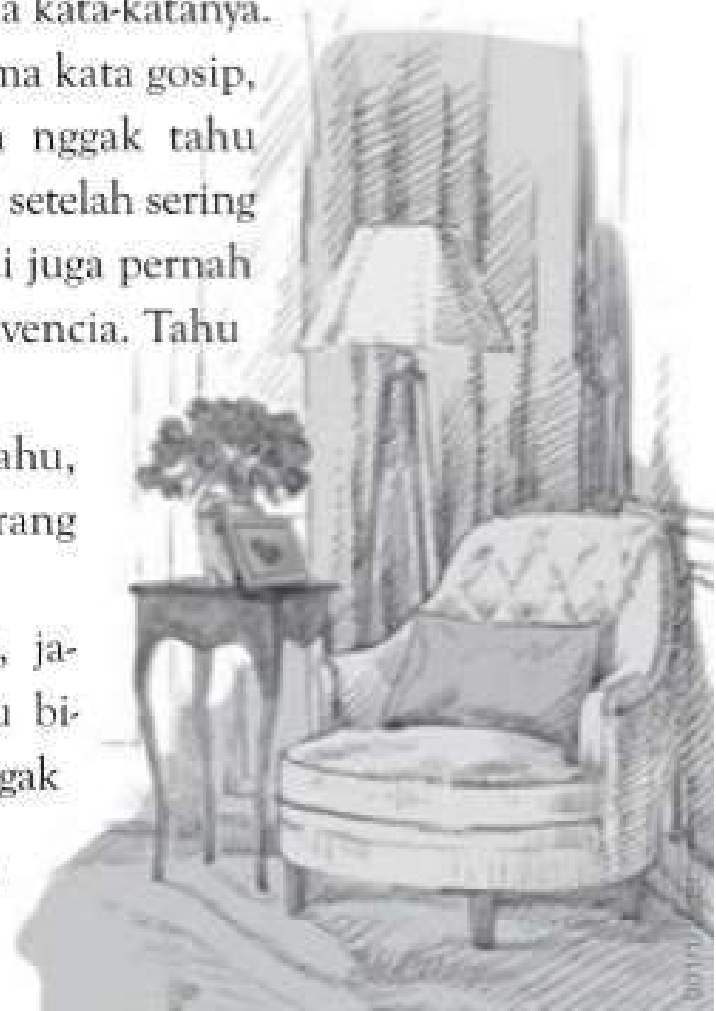 a kata-katanya.
ma kata gosip,
nggak tahu
setelah sering
i juga pernah
vencia. Tahu
ahu,
rang
, ja-
u bi-
gak